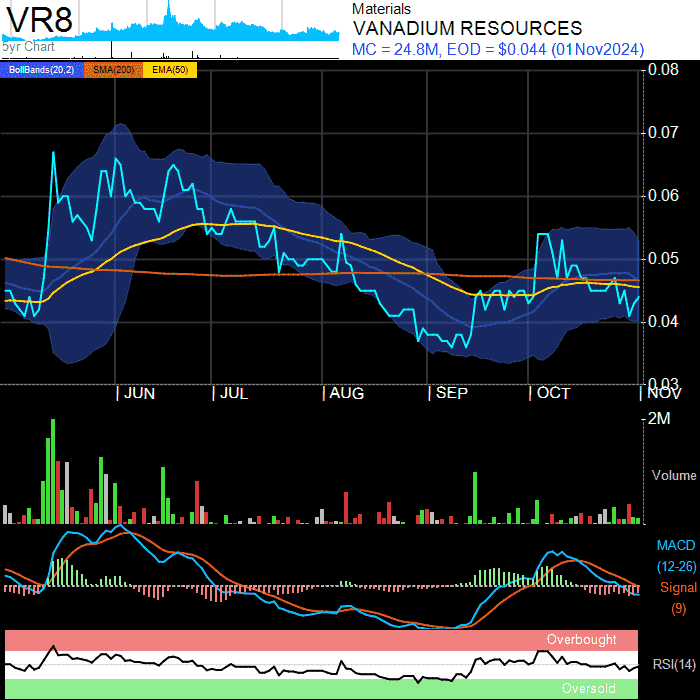 VR8
5yr Chart
Materials
VANADIUM RESOURCES
MC = 24.8M, EOD = $0.044 (01Nov2024)
BollBands(20,2) SMA(200) EMA(50)
0.08
0.07
0.06
0.05
0.04
0.03
JUN JUL AUG SEP OCT NOV
2M
Volume
MACD
(12-26)
Signal
(9)
Overbought
RSI(14)
Oversold